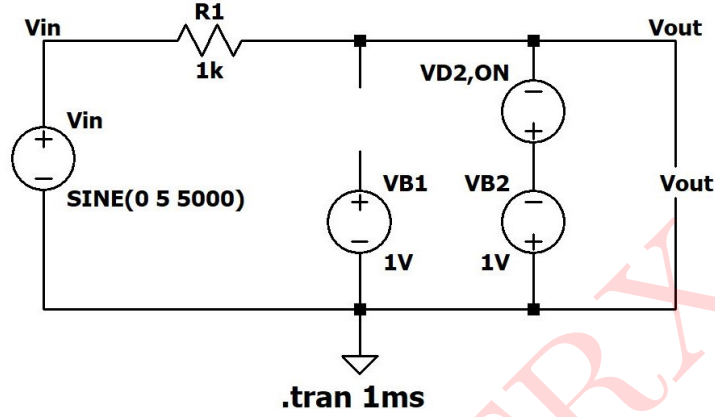 Vin
R1
1k
Vout
VD2,ON
Vin
SINE(0 5 5000)
VB1
1V
VB2
1V
Vout
.tran 1ms